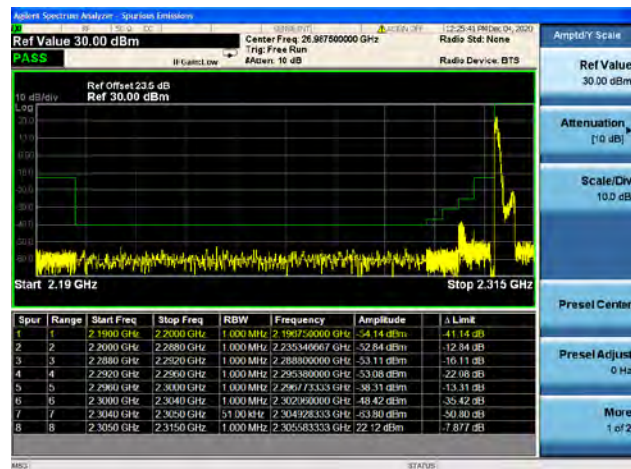 Agilent Spectrum Analyzer - Spurious Emissions
SENSE:INT
ALIGN OFF
12:25:41 PM Dec 04, 2020
Ref Value 30.00 dBm
Center Freq: 26.987500000 GHz
Radio Std: None
Trig: Free Run
PASS
IFGain:Low
#Atten: 10 dB
Radio Device: BTS
Ref Offset 23.5 dB
10 dB/div
Ref 30.00 dBm
Log
Start 2.19 GHz
Stop 2.315 GHz
Spur Range Start Freq Stop Freq RBW Frequency Amplitude Δ Limit
1 1 2.1900 GHz 2.2000 GHz 1.000 MHz 2.196750000 GHz -54.14 dBm -41.14 dB
2 2 2.2000 GHz 2.2880 GHz 1.000 MHz 2.235346667 GHz -52.84 dBm -12.84 dB
3 3 2.2880 GHz 2.2920 GHz 1.000 MHz 2.288800000 GHz -53.11 dBm -16.11 dB
4 4 2.2920 GHz 2.2960 GHz 1.000 MHz 2.295380000 GHz -53.08 dBm -22.08 dB
5 5 2.2960 GHz 2.3000 GHz 1.000 MHz 2.296773333 GHz -38.31 dBm -13.31 dB
6 6 2.3000 GHz 2.3040 GHz 1.000 MHz 2.302060000 GHz -48.42 dBm -35.42 dB
7 7 2.3040 GHz 2.3050 GHz 51.00 kHz 2.304928333 GHz -63.80 dBm -50.80 dB
8 8 2.3050 GHz 2.3150 GHz 1.000 MHz 2.305583333 GHz 22.12 dBm -7.877 dB
MSG
STATUS
Amptd/Y Scale
Ref Value
30.00 dBm
Attenuation
[10 dB]
Scale/Div
10.0 dB
Presel Center
Presel Adjust
0 Hz
More
1 of 2